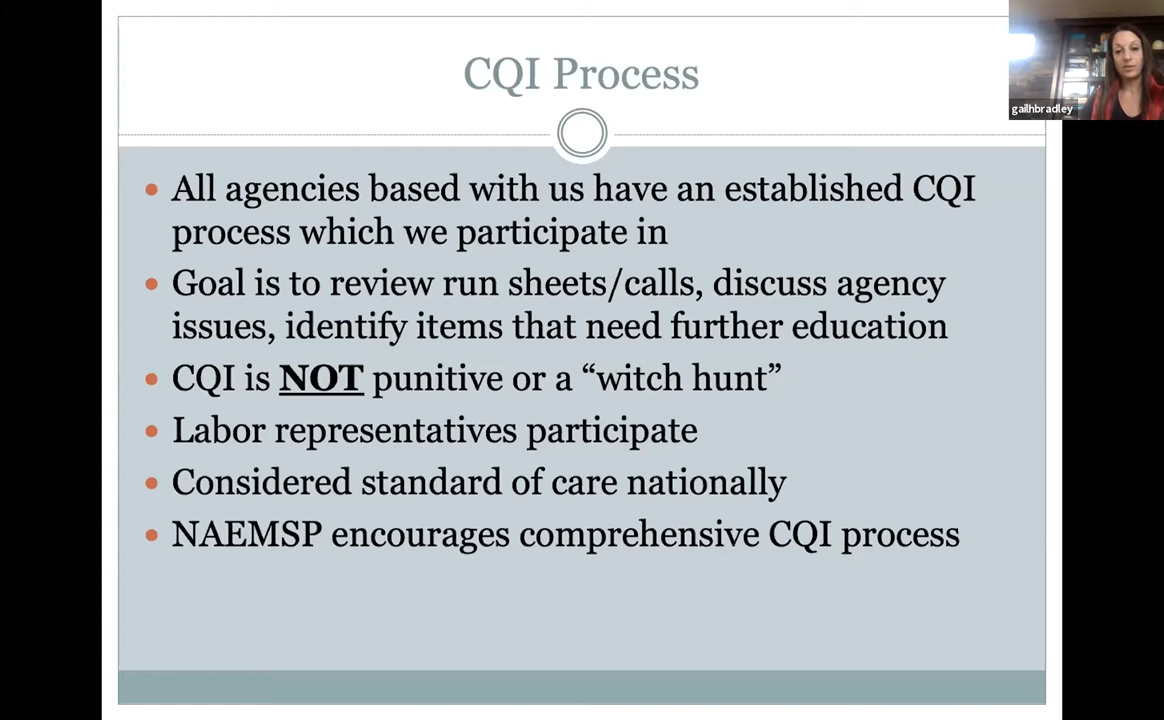 CQI Process
gailhbradley
• All agencies based with us have an established CQI
process which we participate in
• Goal is to review run sheets/calls, discuss agency
issues, identify items that need further education
• CQI is NOT punitive or a “witch hunt”
• Labor representatives participate
• Considered standard of care nationally
• NAEMSP encourages comprehensive CQI process